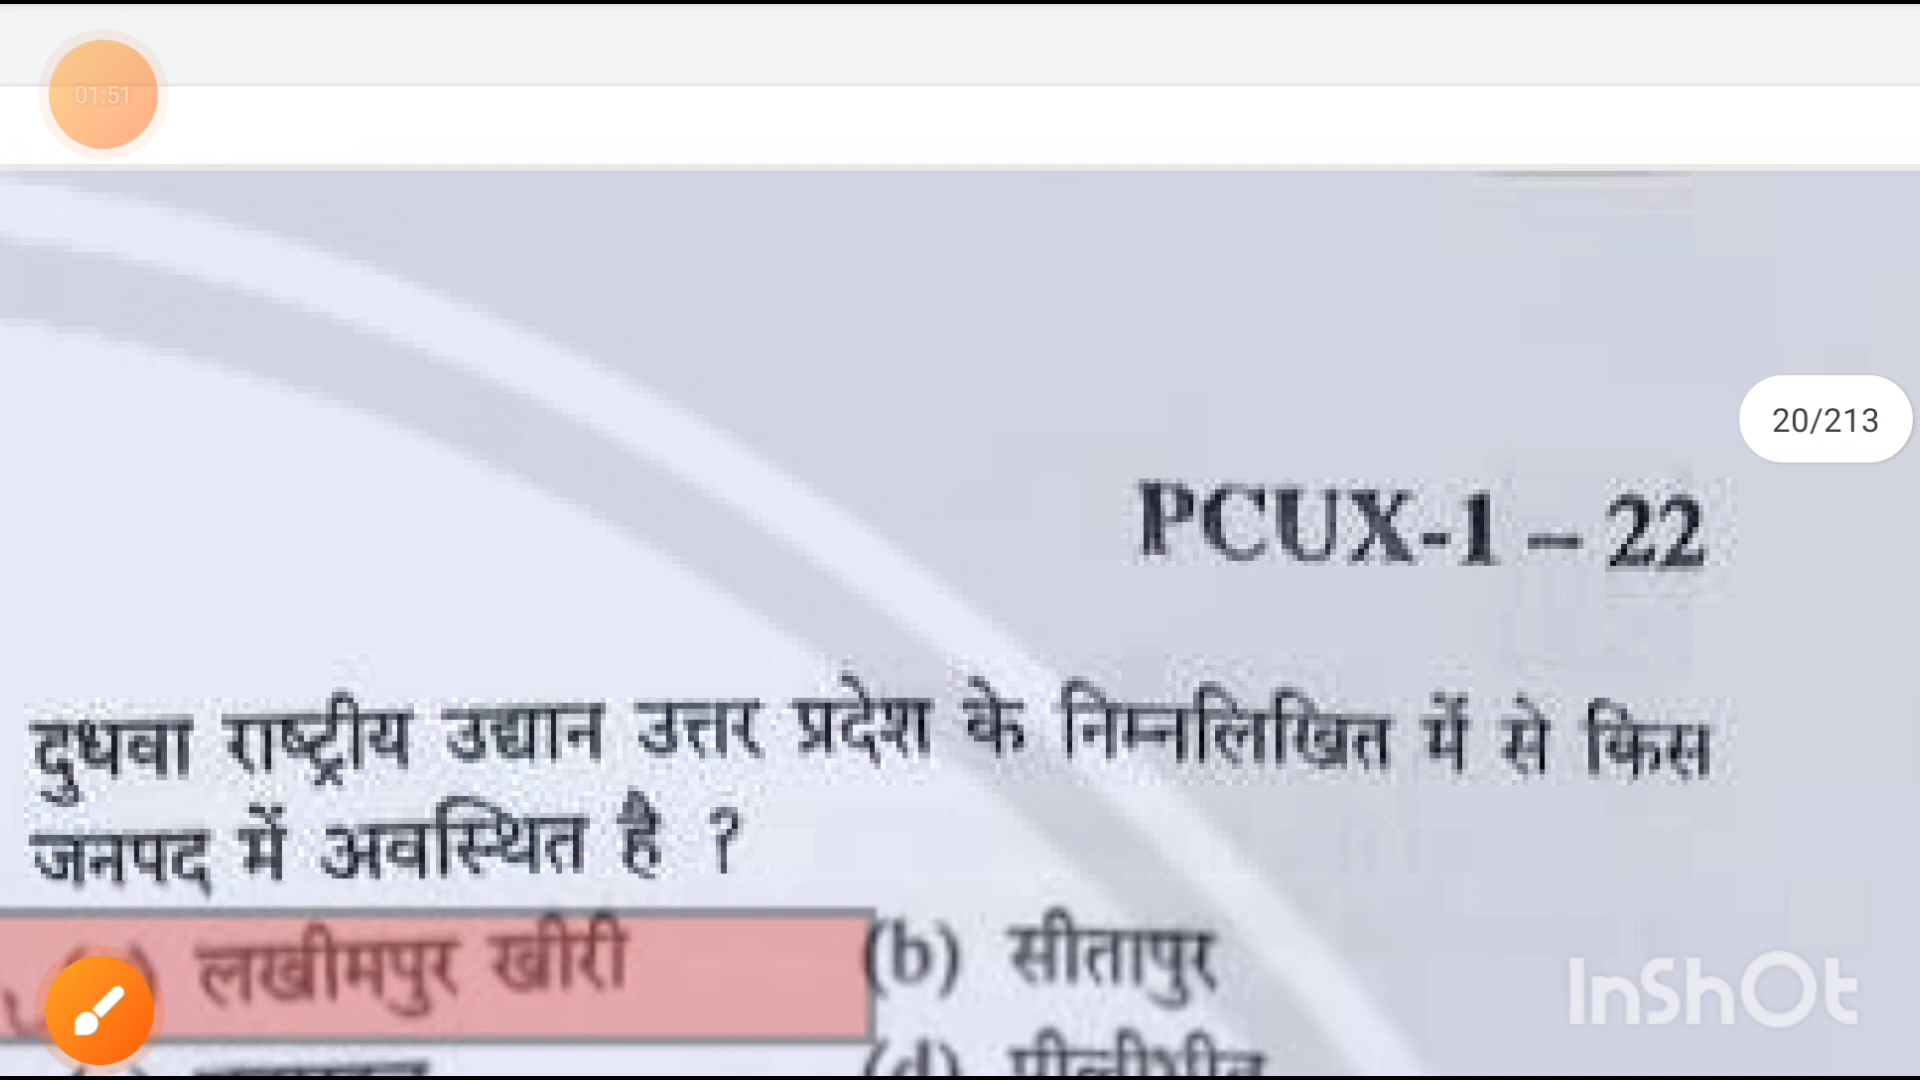 01:51
20/213
PCUX-1 – 22
दुधवा राष्ट्रीय उद्यान उत्तर प्रदेश के निम्नलिखित में से किस
जनपद में अवस्थित है ?
लखीमपुर खीरी (b) सीतापुर
(d) पीलीभीत
InShOt